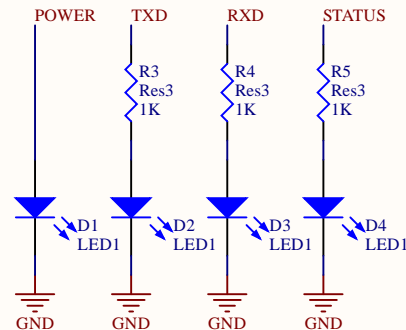 POWER TXD RXD STATUS
R3 R4 R5
Res3 Res3 Res3
1K 1K 1K
D1 D2 D3 D4
LED1 LED1 LED1 LED1
GND GND GND GND